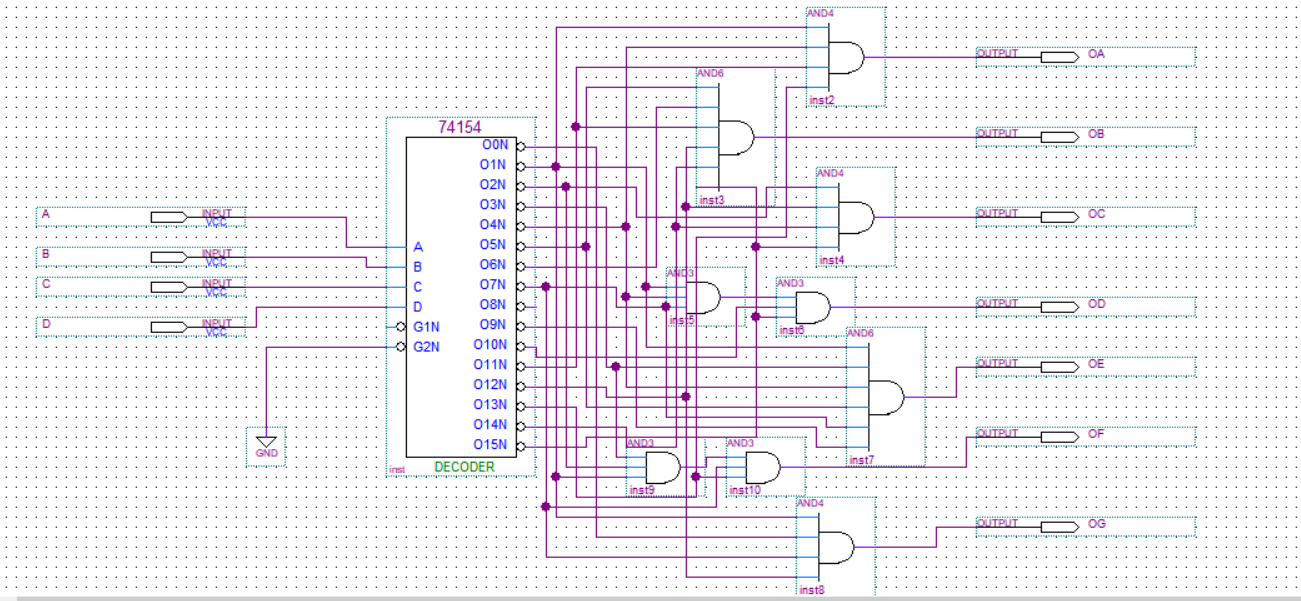 AND4
inst2
OUTPUT
OA
AND6
inst3
OUTPUT
OB
74154
O0N
O1N
O2N
O3N
O4N
O5N
O6N
O7N
O8N
O9N
O10N
O11N
O12N
O13N
O14N
O15N
A
B
C
D
G1N
G2N
inst
DECODER
A
INPUT
VCC
B
INPUT
VCC
C
INPUT
VCC
D
INPUT
VCC
GND
AND4
inst4
OUTPUT
OC
AND3
inst5
AND3
inst6
OUTPUT
OD
AND6
inst7
OUTPUT
OE
OUTPUT
OF
AND3
inst9
AND3
inst10
AND4
inst8
OUTPUT
OG